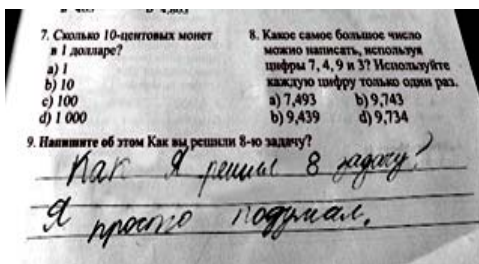 7. Сколько 10-центовых монет
в 1 долларе?
a) 1
b) 10
c) 100
d) 1 000
8. Какое самое большое число
можно написать, используя
цифры 7, 4, 9 и 3? Используйте
каждую цифру только один раз.
a) 7,493 b) 9,743
b) 9,439 d) 9,734
9. Напишите об этом Как вы решили 8-ю задачу?
Как я решил 8 задачу?
Я просто подумал.